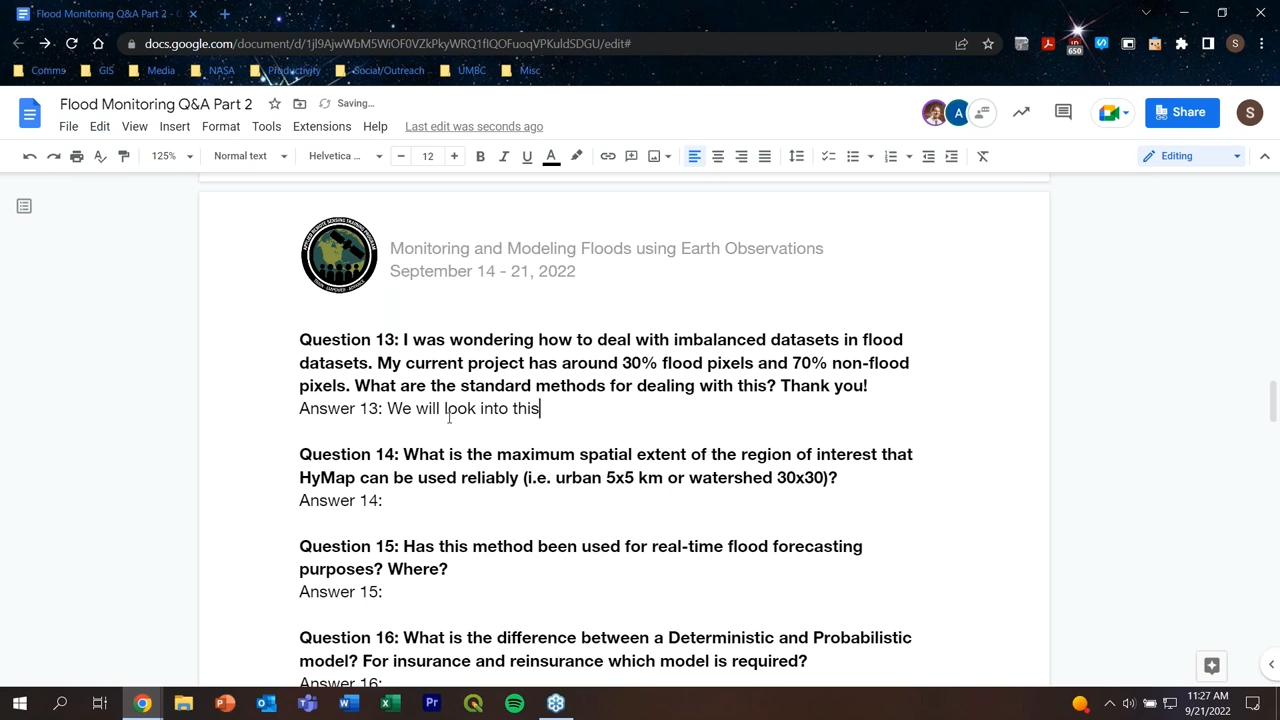 Flood Monitoring Q&A Part 2 - G
docs.google.com/document/d/1jl9AjwWbM5WiOF0VZkPkyWRQ1fIQOFuoqVPKuldSDGU/edit#
650
S
Comms GIS Media NASA Productivity Social/Outreach UMBC Misc
Flood Monitoring Q&A Part 2 Saving…
A Share S
File Edit View Insert Format Tools Extensions Help Last edit was seconds ago
125% Normal text Helvetica ... 12 B I U A Editing
APPLIED REMOTE SENSING TRAINING PROGRAM
Monitoring and Modeling Floods using Earth Observations
September 14 - 21, 2022
Question 13: I was wondering how to deal with imbalanced datasets in flood
datasets. My current project has around 30% flood pixels and 70% non-flood
pixels. What are the standard methods for dealing with this? Thank you!
Answer 13: We will look into this
Question 14: What is the maximum spatial extent of the region of interest that
HyMap can be used reliably (i.e. urban 5x5 km or watershed 30x30)?
Answer 14:
Question 15: Has this method been used for real-time flood forecasting
purposes? Where?
Answer 15:
Question 16: What is the difference between a Deterministic and Probabilistic
model? For insurance and reinsurance which model is required?
Answer 16:
11:27 AM
9/21/2022